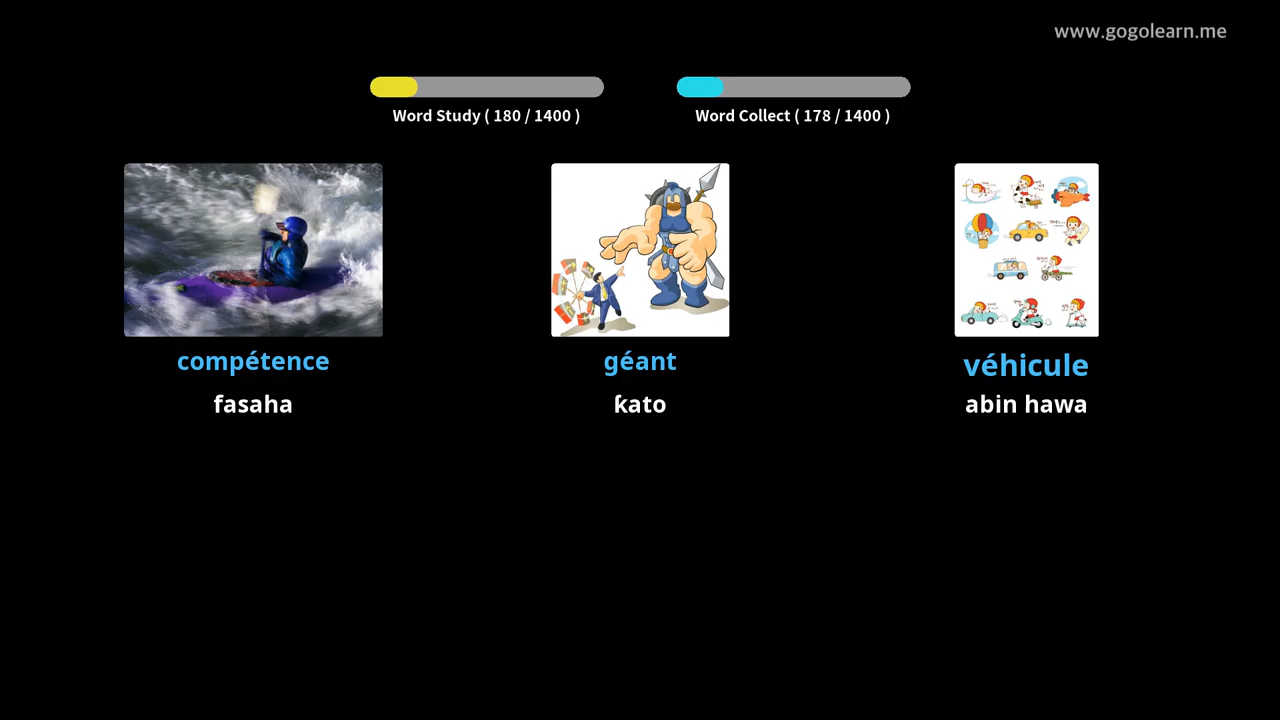 www.gogolearn.me
Word Study ( 180 / 1400 )
Word Collect ( 178 / 1400 )
compétence
géant
véhicule
fasaha
ƙato
abin hawa